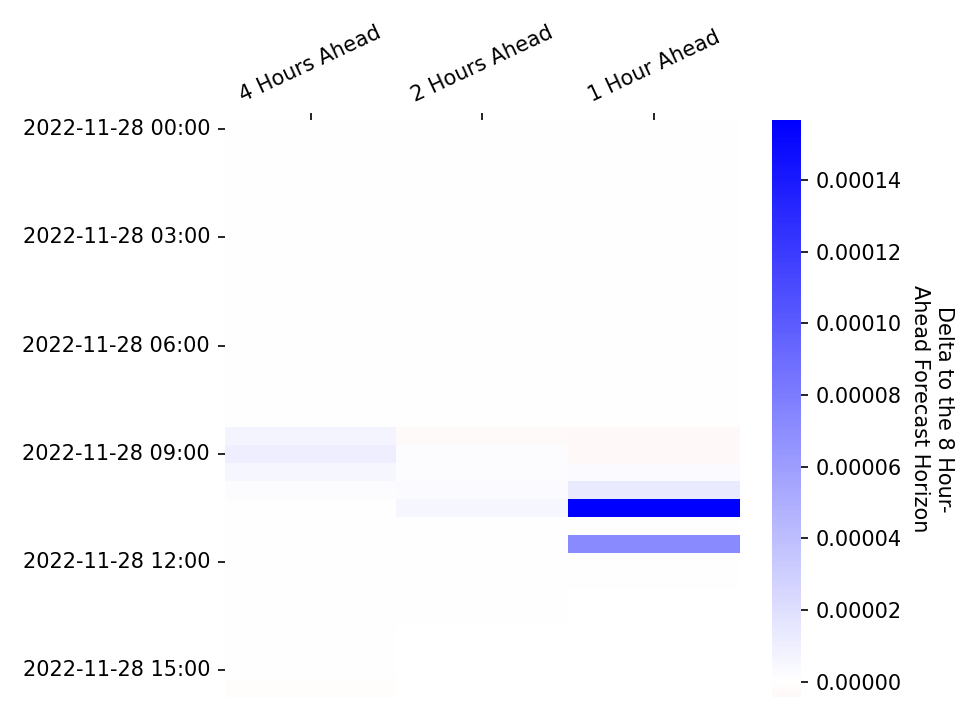 4 Hours Ahead
2 Hours Ahead
1 Hour Ahead
2022-11-28 00:00
2022-11-28 03:00
2022-11-28 06:00
2022-11-28 09:00
2022-11-28 12:00
2022-11-28 15:00
0.00014
0.00012
0.00010
0.00008
0.00006
0.00004
0.00002
0.00000
Delta to the 8 Hour-
Ahead Forecast Horizon